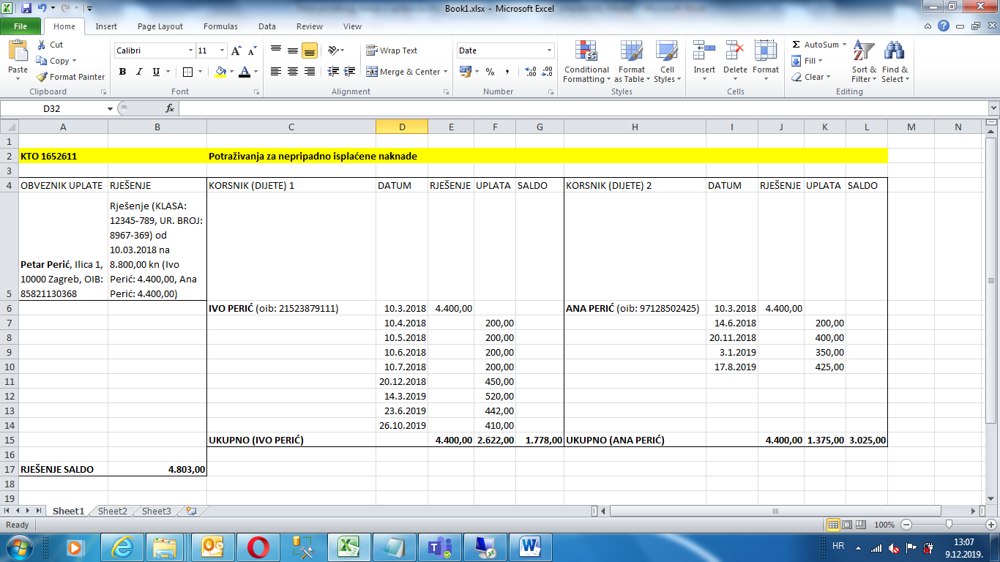 Book1.xlsx - Microsoft Excel
File Home Insert Page Layout Formulas Data Review View
Paste Cut Copy Format Painter Clipboard
Calibri 11 B I U Font
Wrap Text Merge & Center Alignment
Date % , Number
Conditional Formatting Format as Table Cell Styles Styles
Insert Delete Format Cells
Σ AutoSum Fill Clear Sort & Filter Find & Select Editing
D32 fx
A B C D E F G H I J K L M N
1
2 KTO 1652611 Potraživanja za nepripadno isplaćene naknade
3
4 OBVEZNIK UPLATE RJEŠENJE KORSNIK (DIJETE) 1 DATUM RJEŠENJE UPLATA SALDO KORSNIK (DIJETE) 2 DATUM RJEŠENJE UPLATA SALDO
Petar Perić, Ilica 1,
10000 Zagreb, OIB:
85821130368
Rješenje (KLASA:
12345-789, UR. BROJ:
8967-369) od
10.03.2018 na
8.800,00 kn (Ivo
Perić: 4.400,00, Ana
Perić: 4.400,00)
5
6 IVO PERIĆ (oib: 21523879111) 10.3.2018 4.400,00 ANA PERIĆ (oib: 97128502425) 10.3.2018 4.400,00
7 10.4.2018 200,00 14.6.2018 200,00
8 10.5.2018 200,00 20.11.2018 400,00
9 10.6.2018 200,00 3.1.2019 350,00
10 10.7.2018 200,00 17.8.2019 425,00
11 20.12.2018 450,00
12 14.3.2019 520,00
13 23.6.2019 442,00
14 26.10.2019 410,00
15 UKUPNO (IVO PERIĆ) 4.400,00 2.622,00 1.778,00 UKUPNO (ANA PERIĆ) 4.400,00 1.375,00 3.025,00
16
17 RJEŠENJE SALDO 4.803,00
18
19
Sheet1 Sheet2 Sheet3
Ready 100%
HR 13:07
9.12.2019.